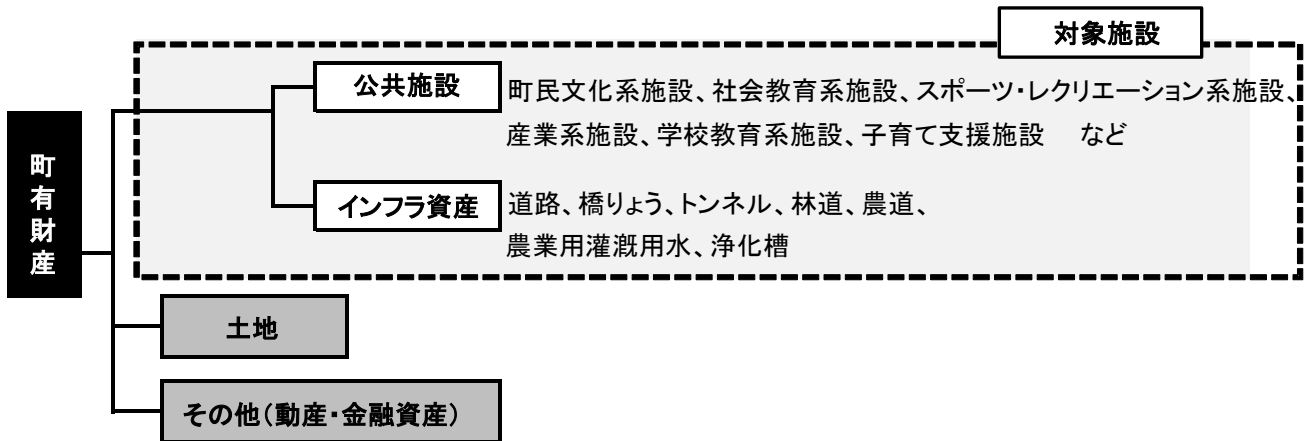 対象施設
町有財産
公共施設
町民文化系施設、社会教育系施設、スポーツ・レクリエーション系施設、
産業系施設、学校教育系施設、子育て支援施設　など
インフラ資産
道路、橋りょう、トンネル、林道、農道、
農業用灌漑用水、浄化槽
土地
その他（動産・金融資産）